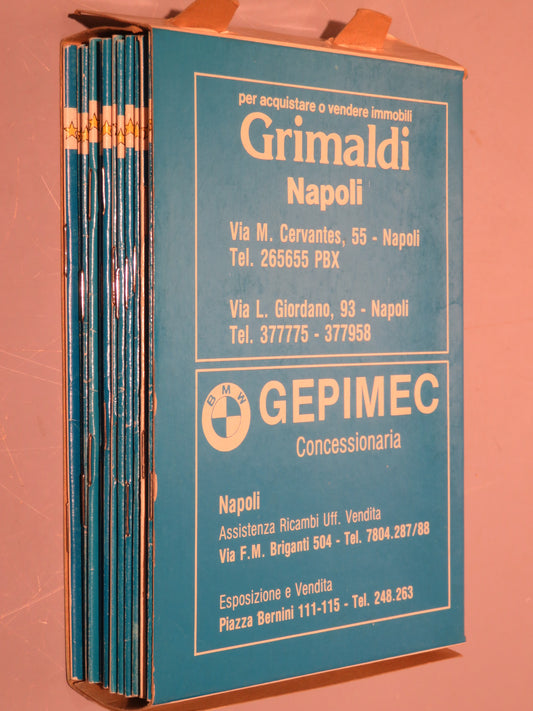 per acquistare o vendere immobili
Grimaldi
Napoli
Via M. Cervantes, 55 - Napoli
Tel. 265655 PBX
Via L. Giordano, 93 - Napoli
Tel. 377775 - 377958
BMW
GEPIMEC
Concessionaria
Napoli
Assistenza Ricambi Uff. Vendita
Via F.M. Briganti 504 - Tel. 7804.287/88
Esposizione e Vendita
Piazza Bernini 111-115 - Tel. 248.263